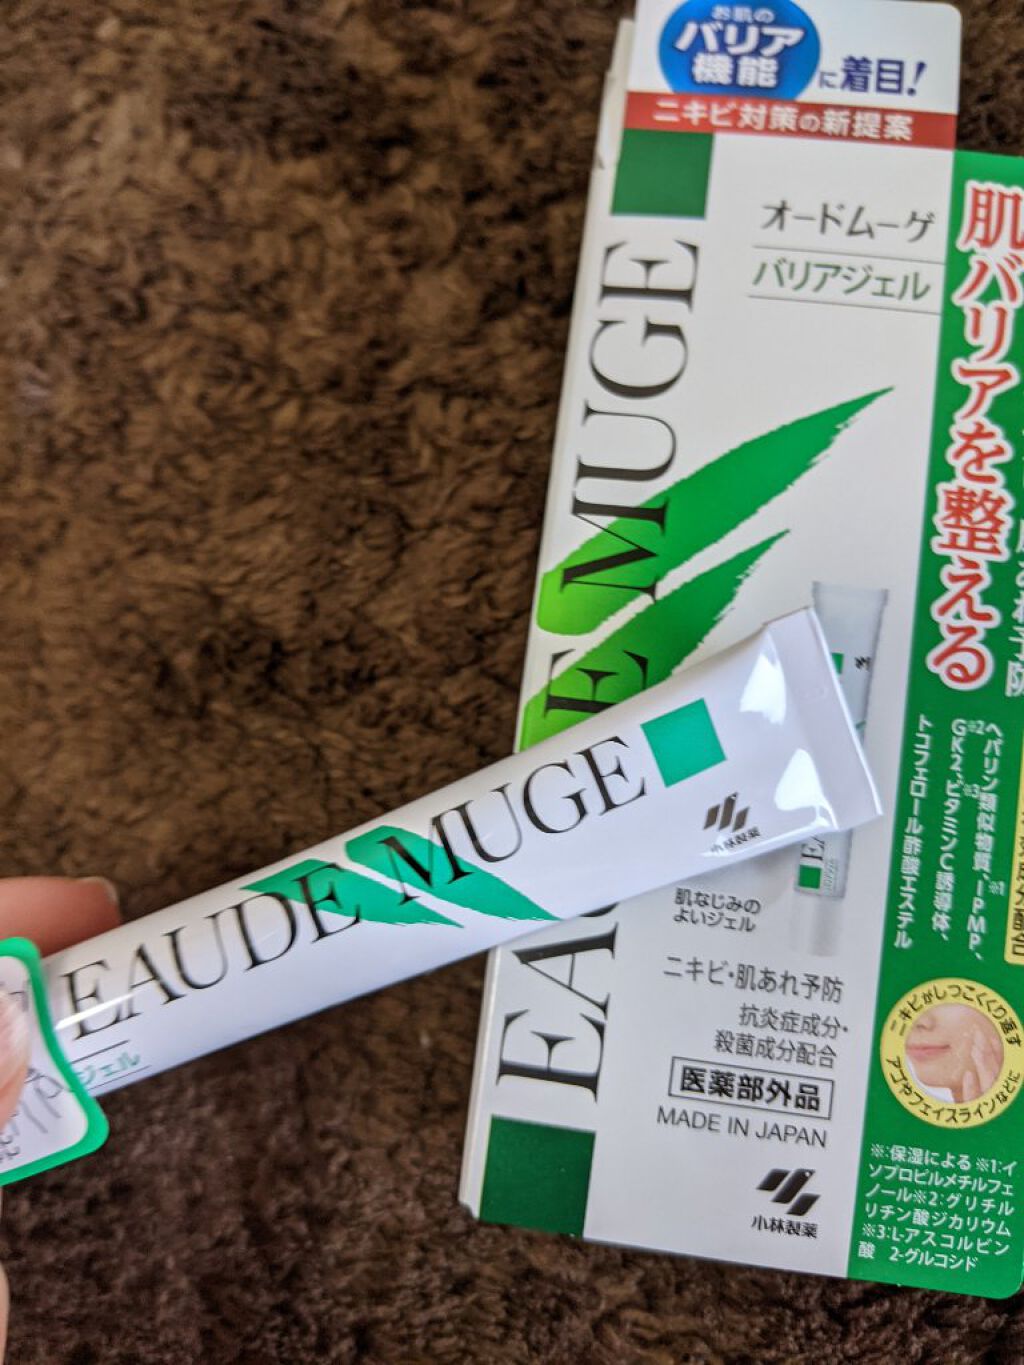 お肌の
バリア
機能
に着目!
ニキビ対策の新提案
オードムーゲ
バリアジェル
EAU
E MUGE
肌バリアを整える
ヘパリン類似物質、IPMP、※1
GK2、※2ビタミンC誘導体、※3
トコフェロール酢酸エステル
EAUDE MUGE
小林製薬
ジェル
肌なじみの
よいジェル
ニキビ・肌あれ予防
抗炎症成分・
殺菌成分配合
医薬部外品
MADE IN JAPAN
小林製薬
ニキビがしつこくくり返す
アゴやフェイスラインなどに
※:保湿による ※1:イ
ソプロピルメチルフェ
ノール※2:グリチル
リチン酸ジカリウム
※3:L-アスコルビン
酸 2-グルコシド